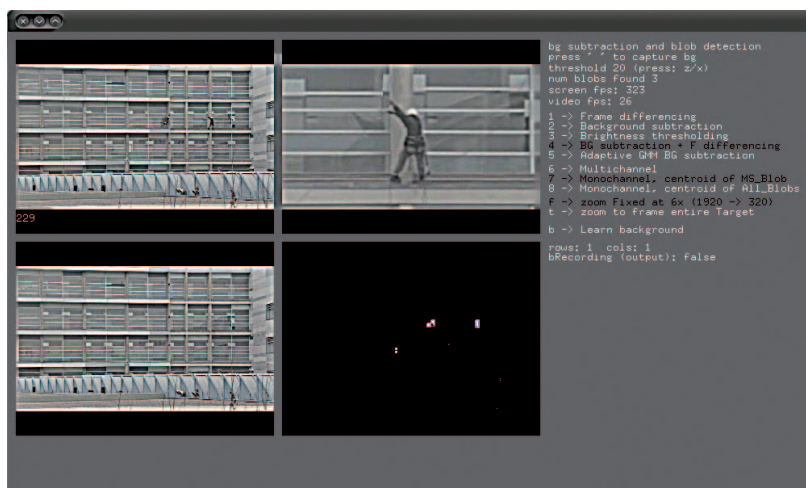 bg subtraction and blob detection
press ' ' to capture bg
threshold 20 (press: z/x)
num blobs found 3
screen fps: 323
video fps: 26
1 -> Frame differencing
2 -> Background subtraction
3 -> Brightness thresholding
4 -> BG subtraction + F differencing
5 -> Adaptive GMM BG subtraction
6 -> Multichannel
7 -> Monochannel, centroid of MS_Blob
8 -> Monochannel, centroid of All_Blobs
f -> zoom Fixed at 6x (1920 -> 320)
t -> zoom to frame entire Target
b -> Learn background
rows: 1 cols: 1
bRecording (output): false
229